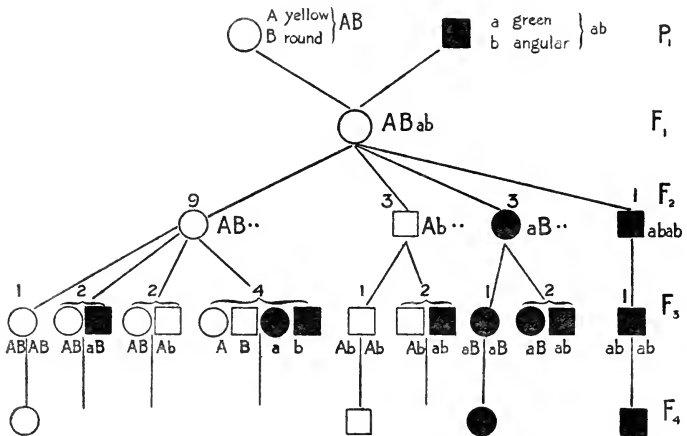 A yellow } AB
B round
a green } ab
b angular
P₁
ABab
F₁
9
3
3
1
F₂
AB··
Ab··
aB··
abab
1
2
2
4
1
2
1
2
1
F₃
AB AB
AB aB
AB Ab
A B a b
Ab Ab
Ab ab
aB aB
aB ab
ab ab
F₄